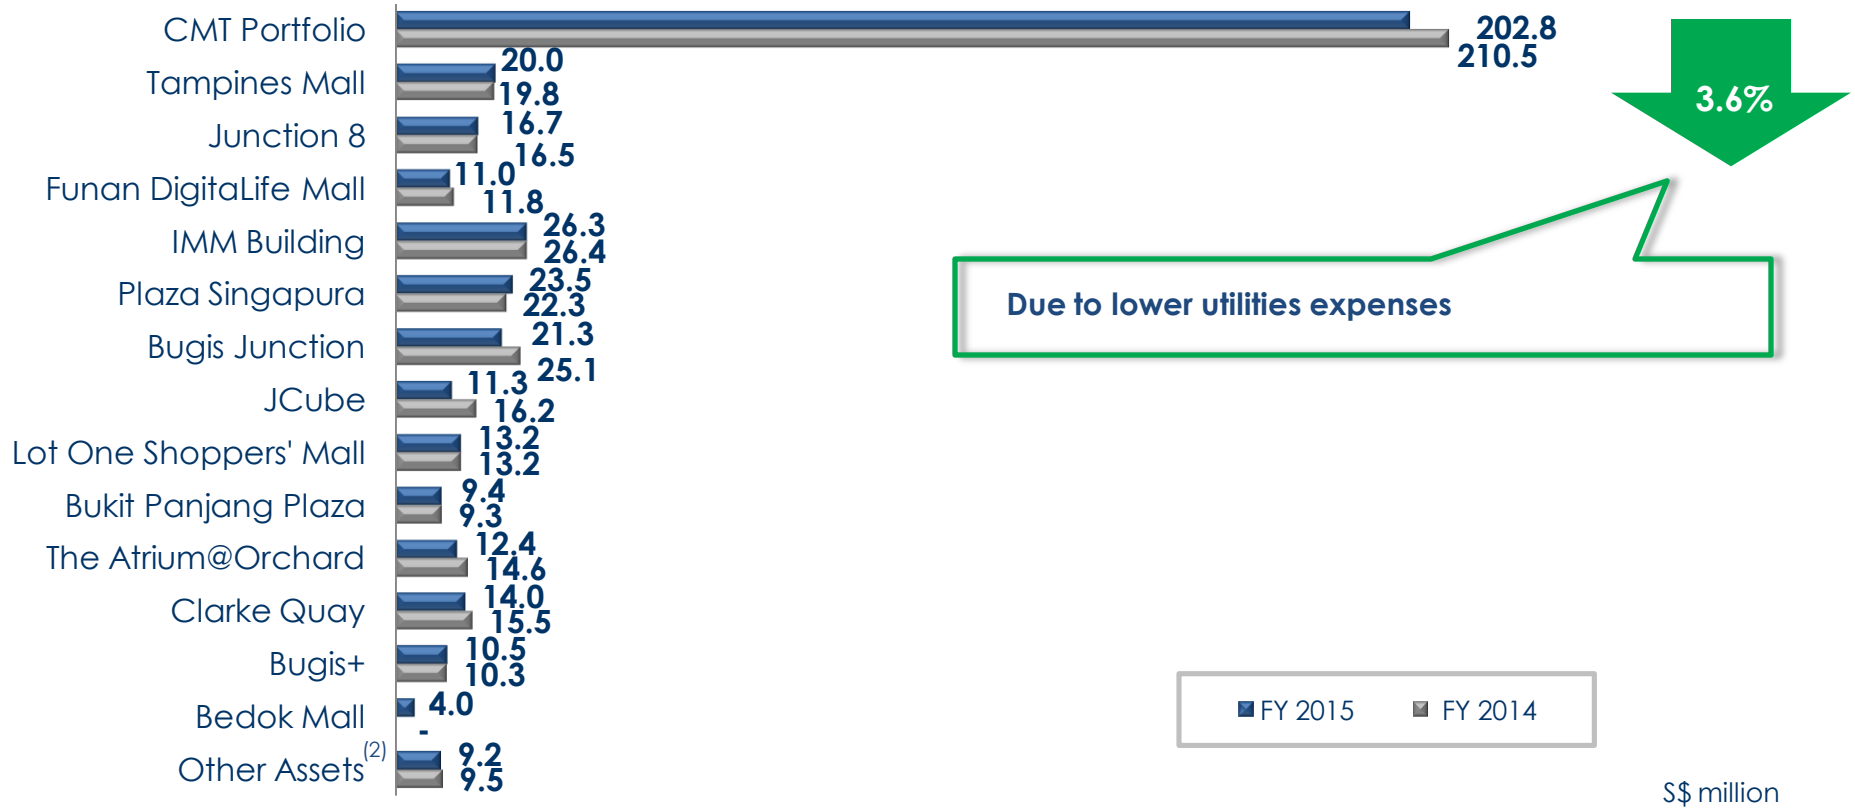 CMT Portfolio
202.8
210.5
3.6%
Tampines Mall
20.0
19.8
Junction 8
16.7
16.5
Funan DigitaLife Mall
11.0
11.8
IMM Building
26.3
26.4
Plaza Singapura
23.5
22.3
Due to lower utilities expenses
Bugis Junction
21.3
25.1
JCube
11.3
16.2
Lot One Shoppers' Mall
13.2
13.2
Bukit Panjang Plaza
9.4
9.3
The Atrium@Orchard
12.4
14.6
Clarke Quay
14.0
15.5
Bugis+
10.5
10.3
Bedok Mall
4.0
-
Other Assets(2)
9.2
9.5
FY 2015 FY 2014
S$ million